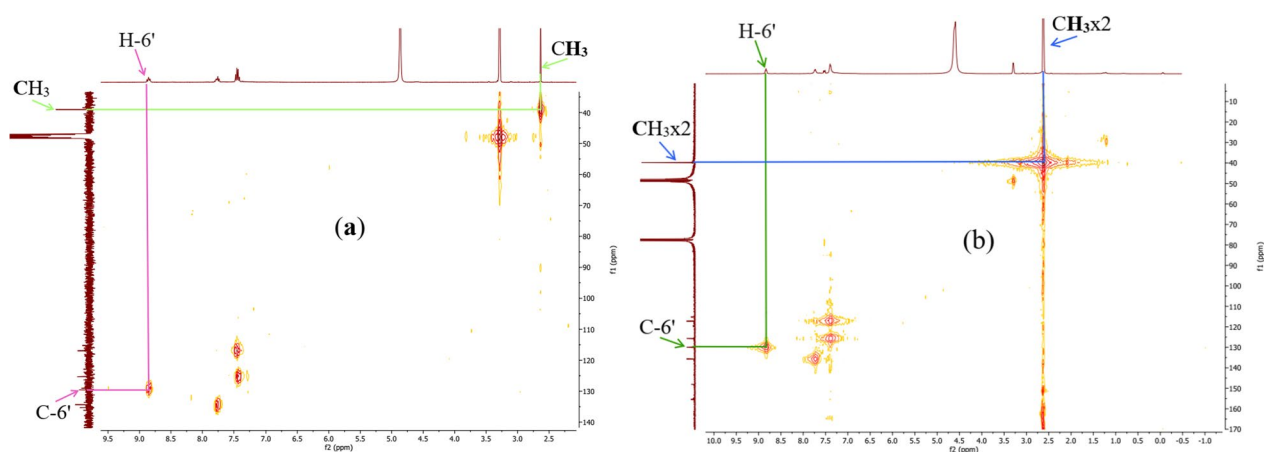 H-6'
CH₃
CH₃
(a)
C-6'
40
50
60
70
80
90
100
110
120
130
140
f1 (ppm)
9.5 9.0 8.5 8.0 7.5 7.0 6.5 6.0 5.5 5.0 4.5 4.0 3.5 3.0 2.5
f2 (ppm)
H-6'
CH₃x2
CH₃x2
(b)
C-6'
10
20
30
40
50
60
70
80
90
100
110
120
130
140
150
160
170
f1 (ppm)
10.0 9.5 9.0 8.5 8.0 7.5 7.0 6.5 6.0 5.5 5.0 4.5 4.0 3.5 3.0 2.5 2.0 1.5 1.0 0.5 0.0 -0.5 -1.0
f2 (ppm)